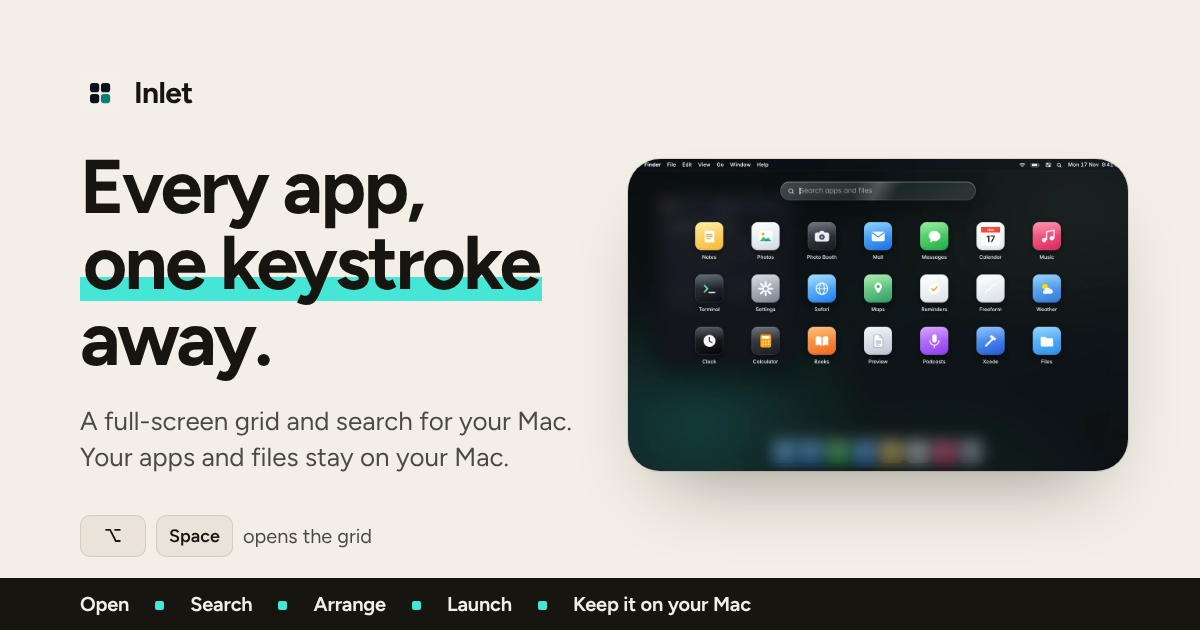 Inlet
Every app,
one keystroke
away.
A full-screen grid and search for your Mac.
Your apps and files stay on your Mac.
⌥ Space opens the grid
Finder File Edit View Go Window Help
Mon 17 Nov 9:41
Search apps and files
17
Notes Photos Photo Booth Mail Messages Calendar Music
Terminal Settings Safari Maps Reminders Freeform Weather
Clock Calculator Books Preview Podcasts Xcode Files
Open Search Arrange Launch Keep it on your Mac